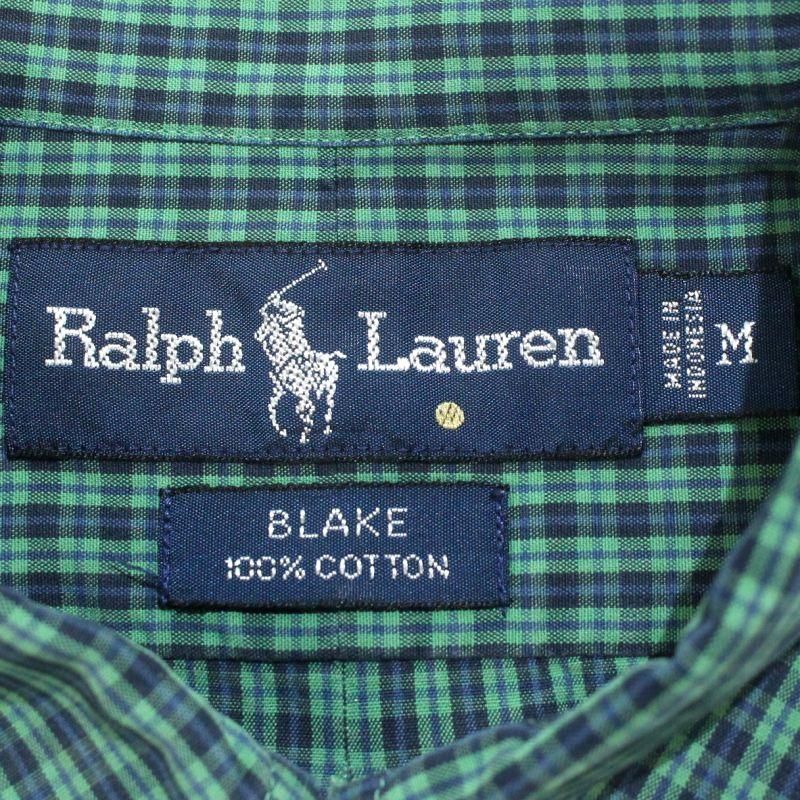 Ralph Lauren
MADE IN
INDONESIA
M
BLAKE
100% COTTON